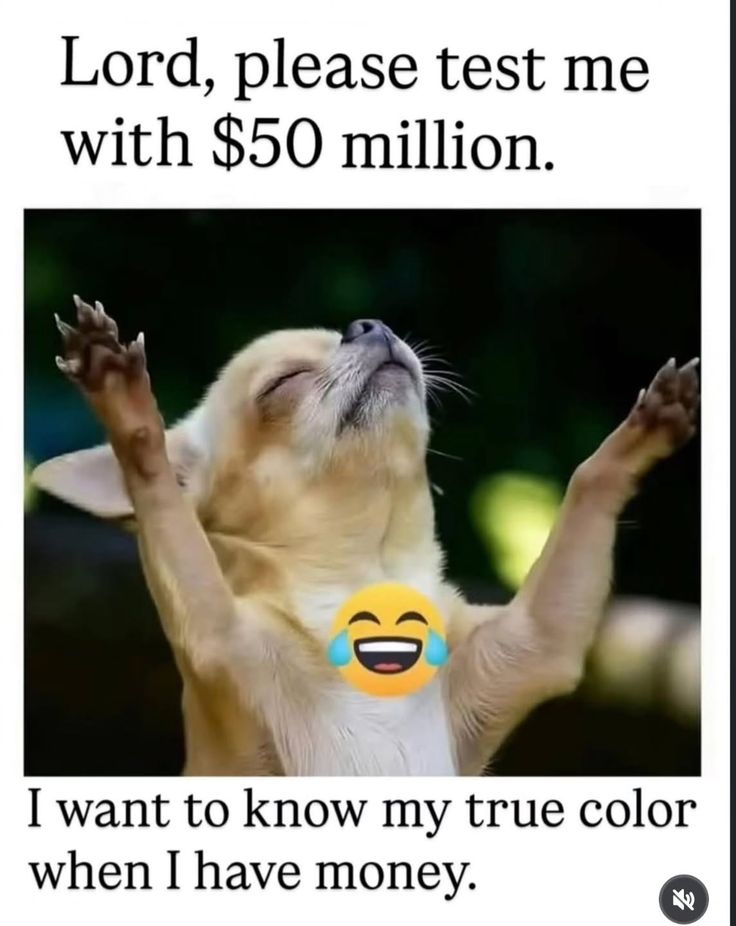 Lord, please test me
with $50 million.
I want to know my true color
when I have money.